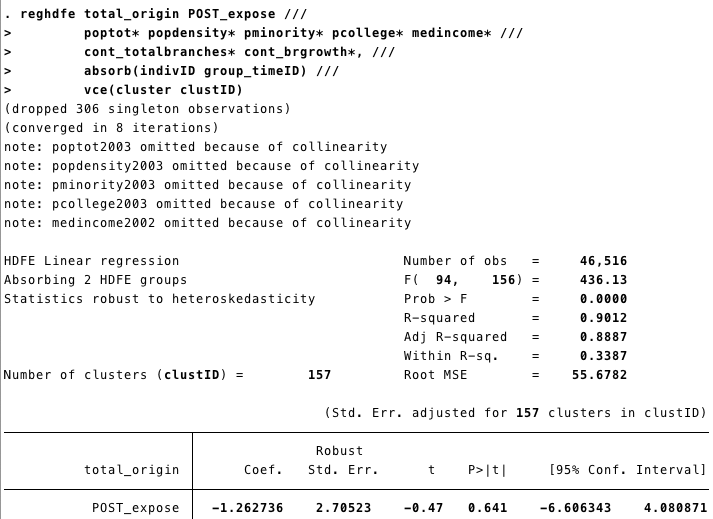 . reghdfe total_origin POST_expose ///
> poptot* popdensity* pminority* pcollege* medincome* ///
> cont_totalbranches* cont_brgrowth*, ///
> absorb(indivID group_timeID) ///
> vce(cluster clustID)
(dropped 306 singleton observations)
(converged in 8 iterations)
note: poptot2003 omitted because of collinearity
note: popdensity2003 omitted because of collinearity
note: pminority2003 omitted because of collinearity
note: pcollege2003 omitted because of collinearity
note: medincome2002 omitted because of collinearity
HDFE Linear regression Number of obs = 46,516
Absorbing 2 HDFE groups F( 94, 156) = 436.13
Statistics robust to heteroskedasticity Prob > F = 0.0000
R-squared = 0.9012
Adj R-squared = 0.8887
Within R-sq. = 0.3387
Number of clusters (clustID) = 157 Root MSE = 55.6782
(Std. Err. adjusted for 157 clusters in clustID)
Robust
total_origin Coef. Std. Err. t P>|t| [95% Conf. Interval]
POST_expose −1.262736 2.70523 −0.47 0.641 −6.606343 4.080871